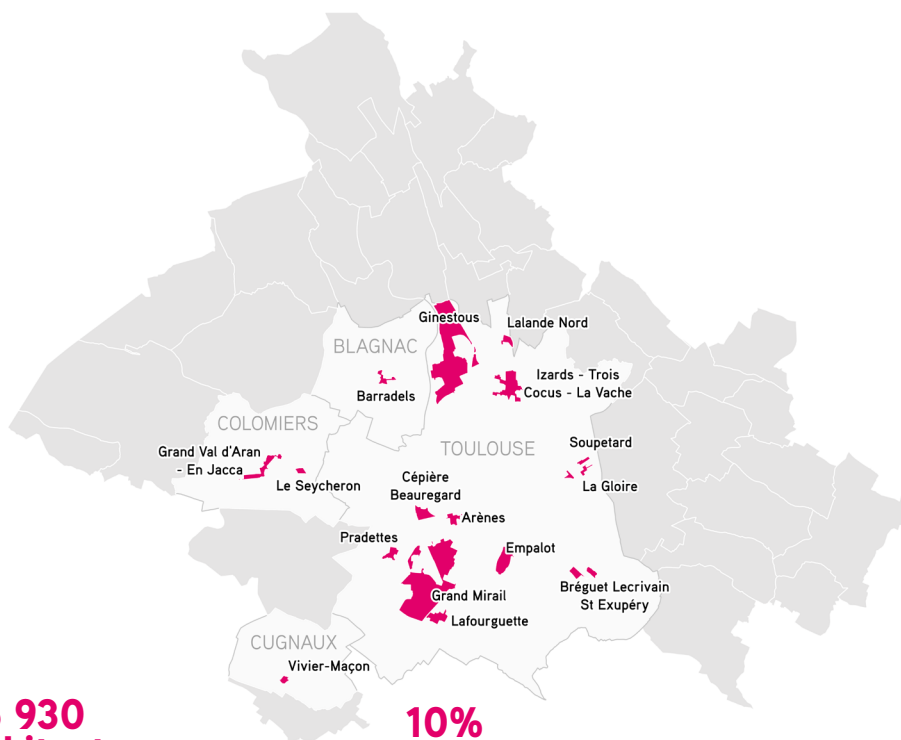 Ginestous
Lalande Nord
BLAGNAC
Izards - Trois
Cocus - La Vache
Barradels
COLOMIERS
TOULOUSE
Soupetard
Grand Val d'Aran
- En Jacca
Le Seycheron
La Gloire
Cépière
Beauregard
Arènes
Pradettes
Empalot
Bréguet Lecrivain
St Exupéry
Grand Mirail
Lafourguette
CUGNAUX
Vivier-Maçon
930
10%